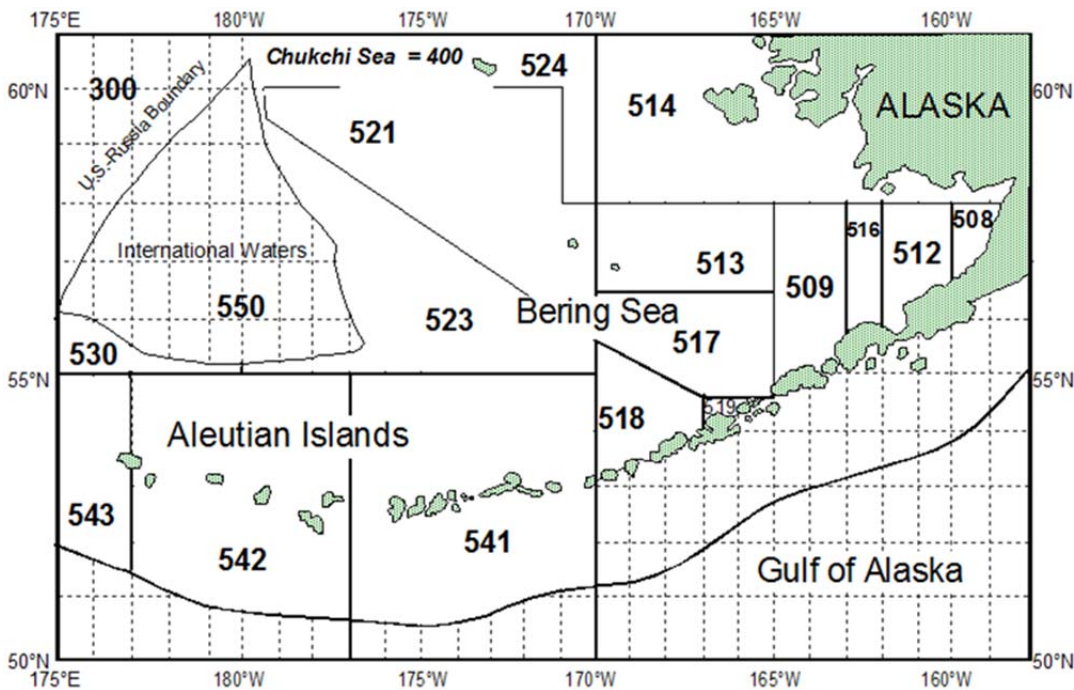 175°E 180°W 175°W 170°W 165°W 160°W
Chukchi Sea = 400
524
300
60°N
60°N
514
ALASKA
U.S.-Russia Boundary
521
508
516
International Waters
513
512
509
550
523
Bering Sea
517
530
55°N
55°N
519
518
Aleutian Islands
543
542
541
Gulf of Alaska
50°N
50°N
175°E 180°W 175°W 170°W 165°W 160°W